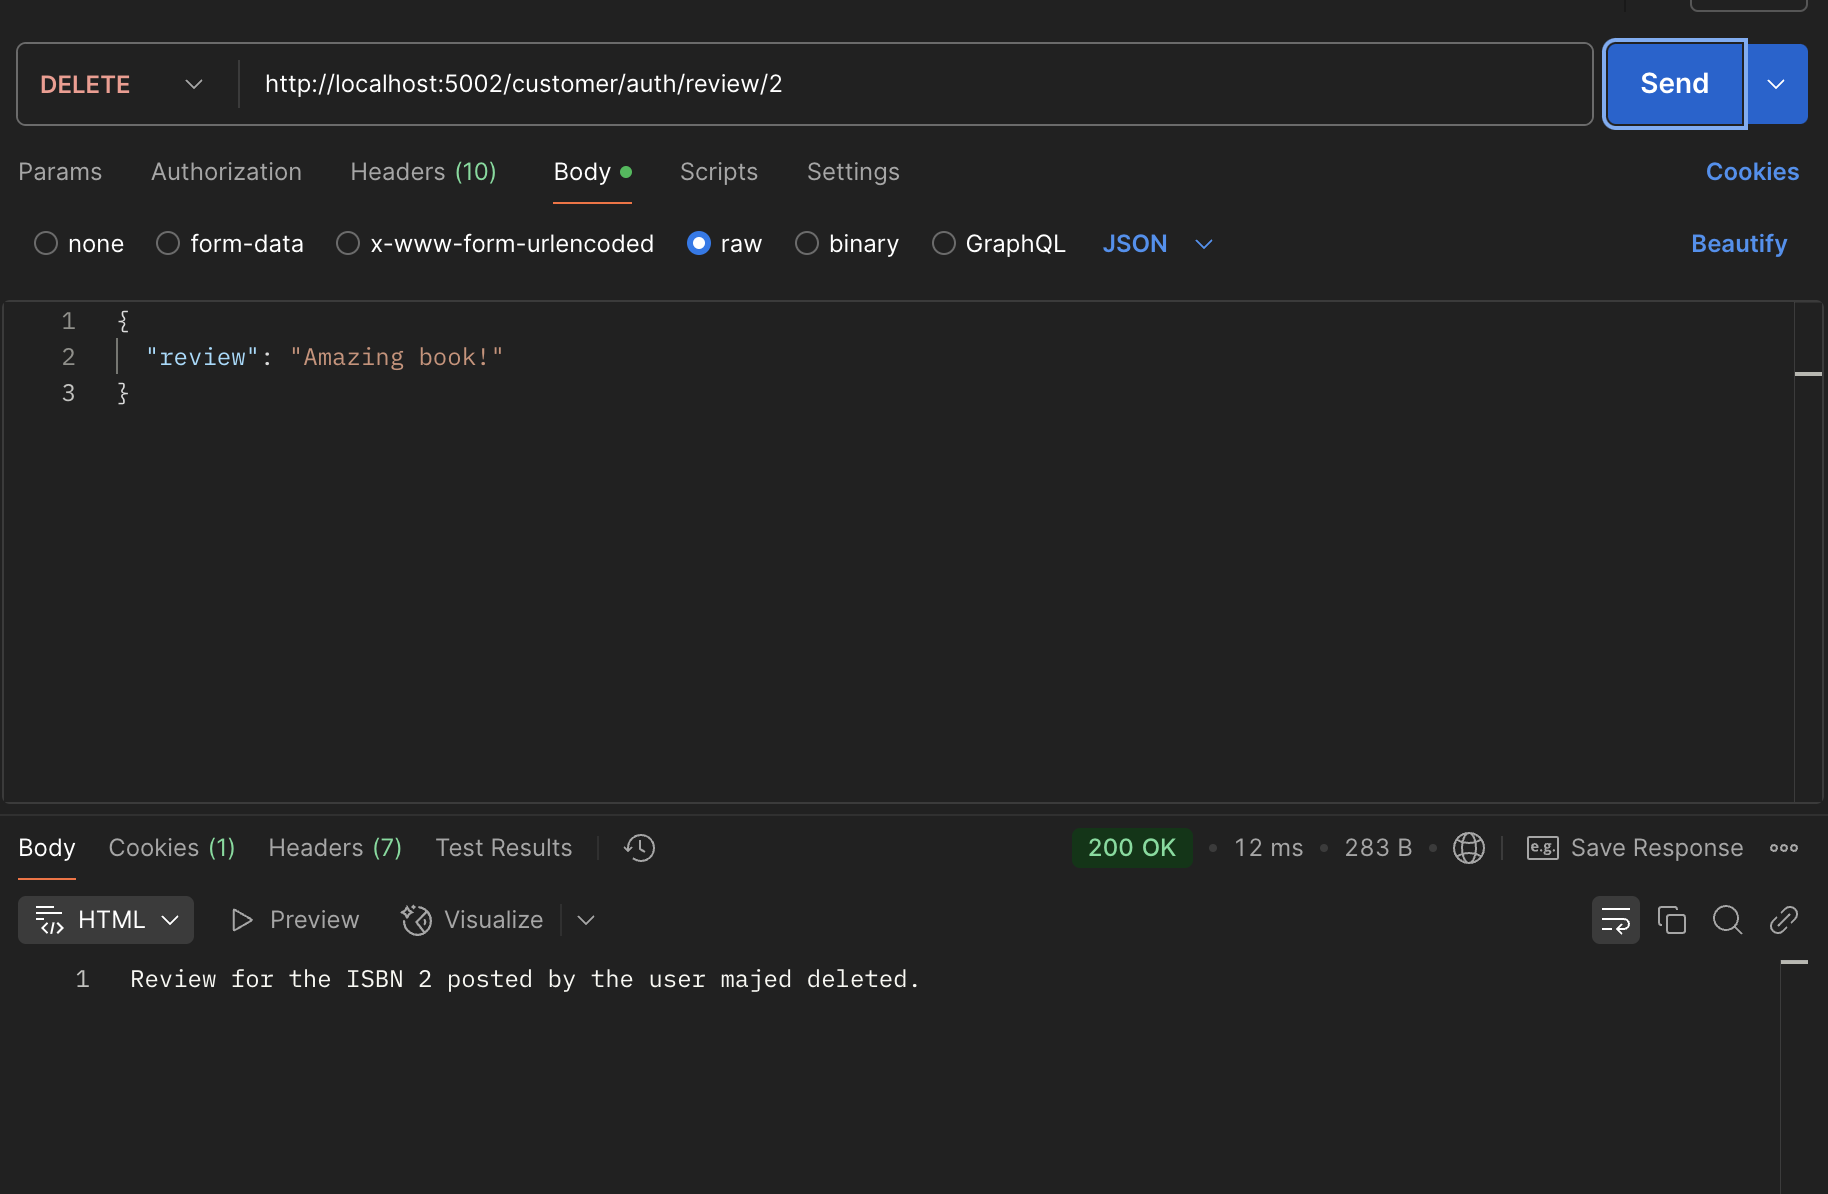 DELETE http://localhost:5002/customer/auth/review/2 Send
Params Authorization Headers (10) Body Scripts Settings Cookies
none form-data x-www-form-urlencoded raw binary GraphQL JSON Beautify
1 {
2 "review": "Amazing book!"
3 }
Body Cookies (1) Headers (7) Test Results 200 OK • 12 ms • 283 B • e.g. Save Response
HTML Preview Visualize
1 Review for the ISBN 2 posted by the user majed deleted.